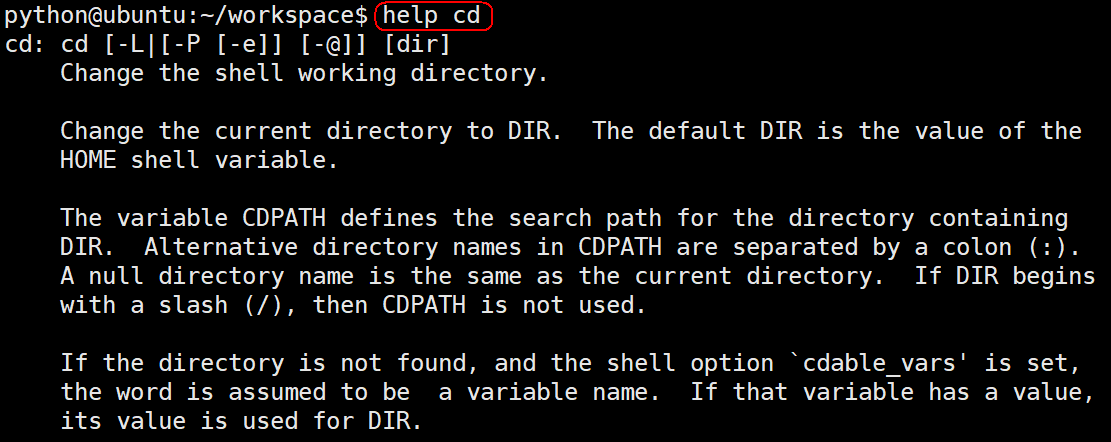 python@ubuntu:~/workspace$ help cd
cd: cd [-L|[-P [-e]] [-@]] [dir]
    Change the shell working directory.

    Change the current directory to DIR.  The default DIR is the value of the
    HOME shell variable.

    The variable CDPATH defines the search path for the directory containing
    DIR.  Alternative directory names in CDPATH are separated by a colon (:).
    A null directory name is the same as the current directory.  If DIR begins
    with a slash (/), then CDPATH is not used.

    If the directory is not found, and the shell option `cdable_vars' is set,
    the word is assumed to be  a variable name.  If that variable has a value,
    its value is used for DIR.